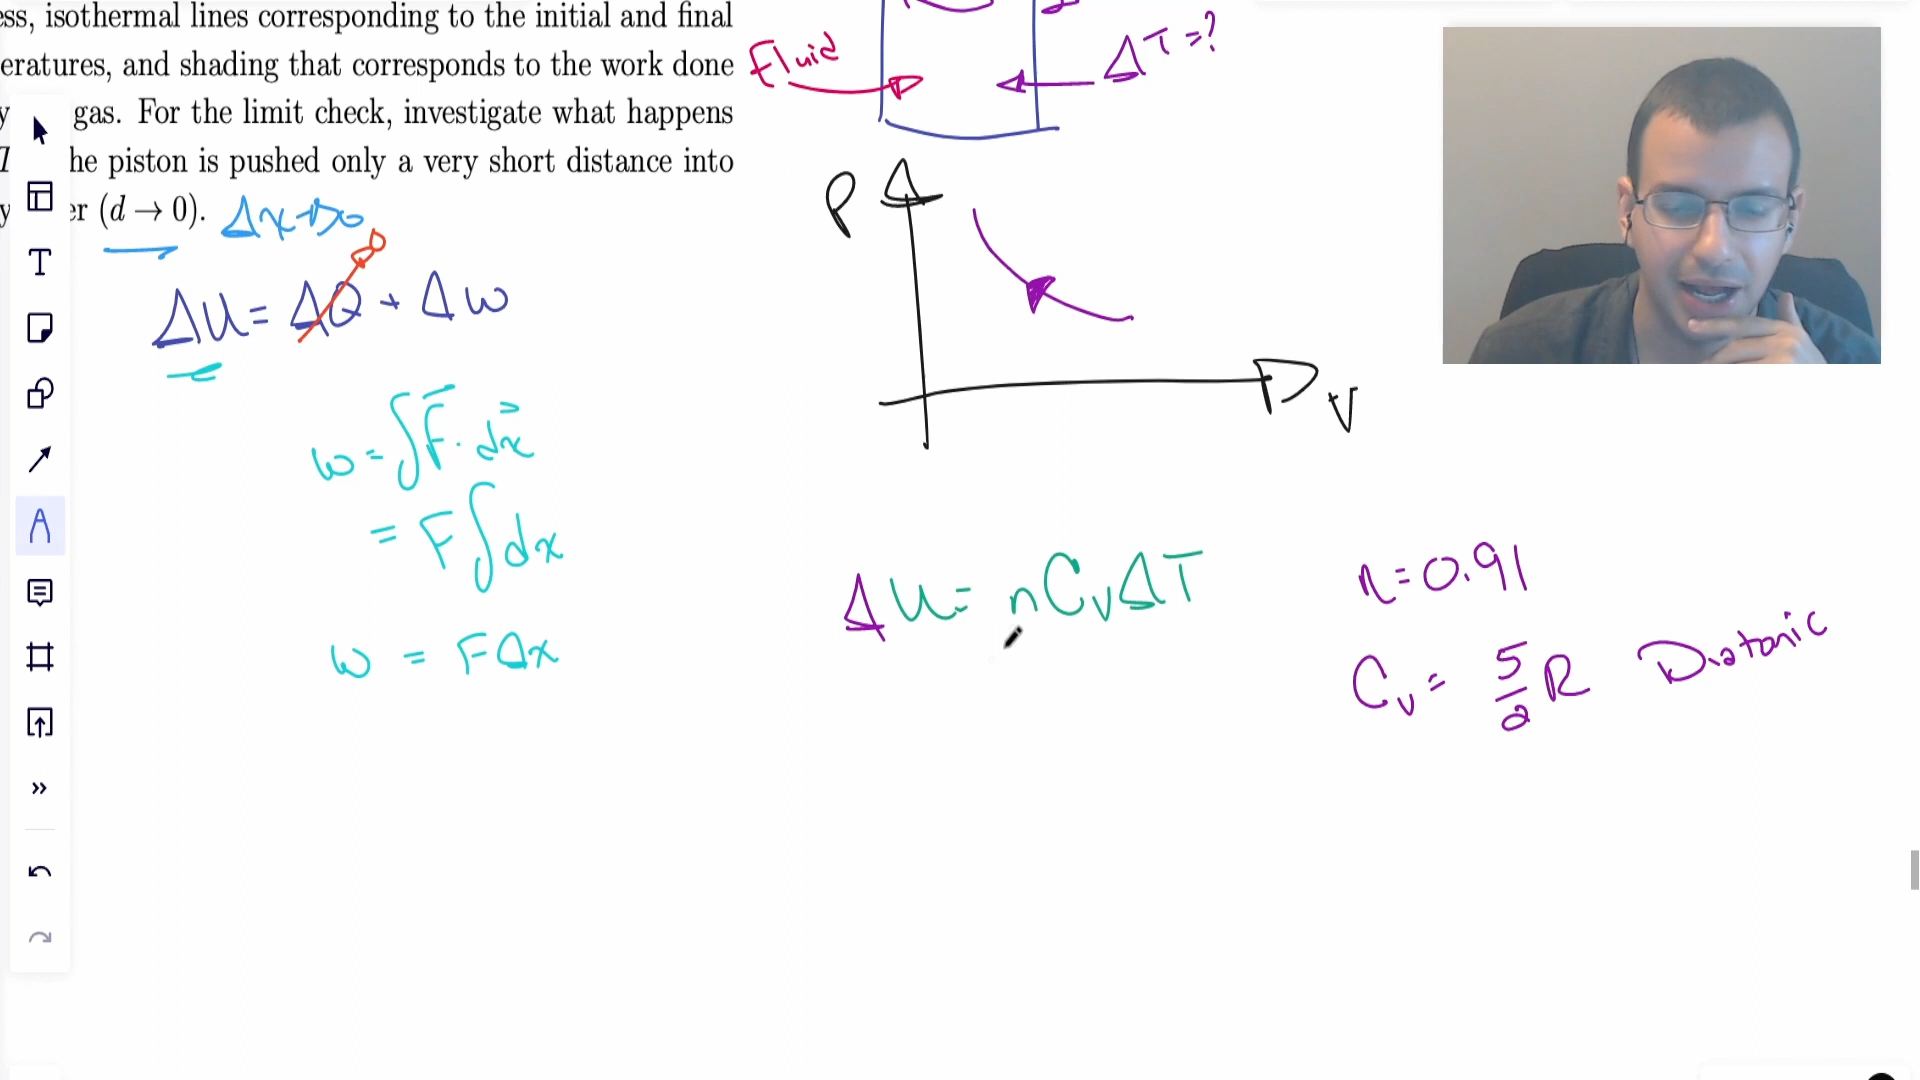 ss, isothermal lines corresponding to the initial and final
eratures, and shading that corresponds to the work done
y gas. For the limit check, investigate what happens
he piston is pushed only a very short distance into
y er (d → 0). Δx→0
ΔU = ΔQ + Δw
0
w = ∫F̄ · dx⃗
= F∫dx
w = FΔx
Fluid
ΔT = ?
P
V
ΔU = nCvΔT
n = 0.91
Cv = 5/2 R Diatomic
T